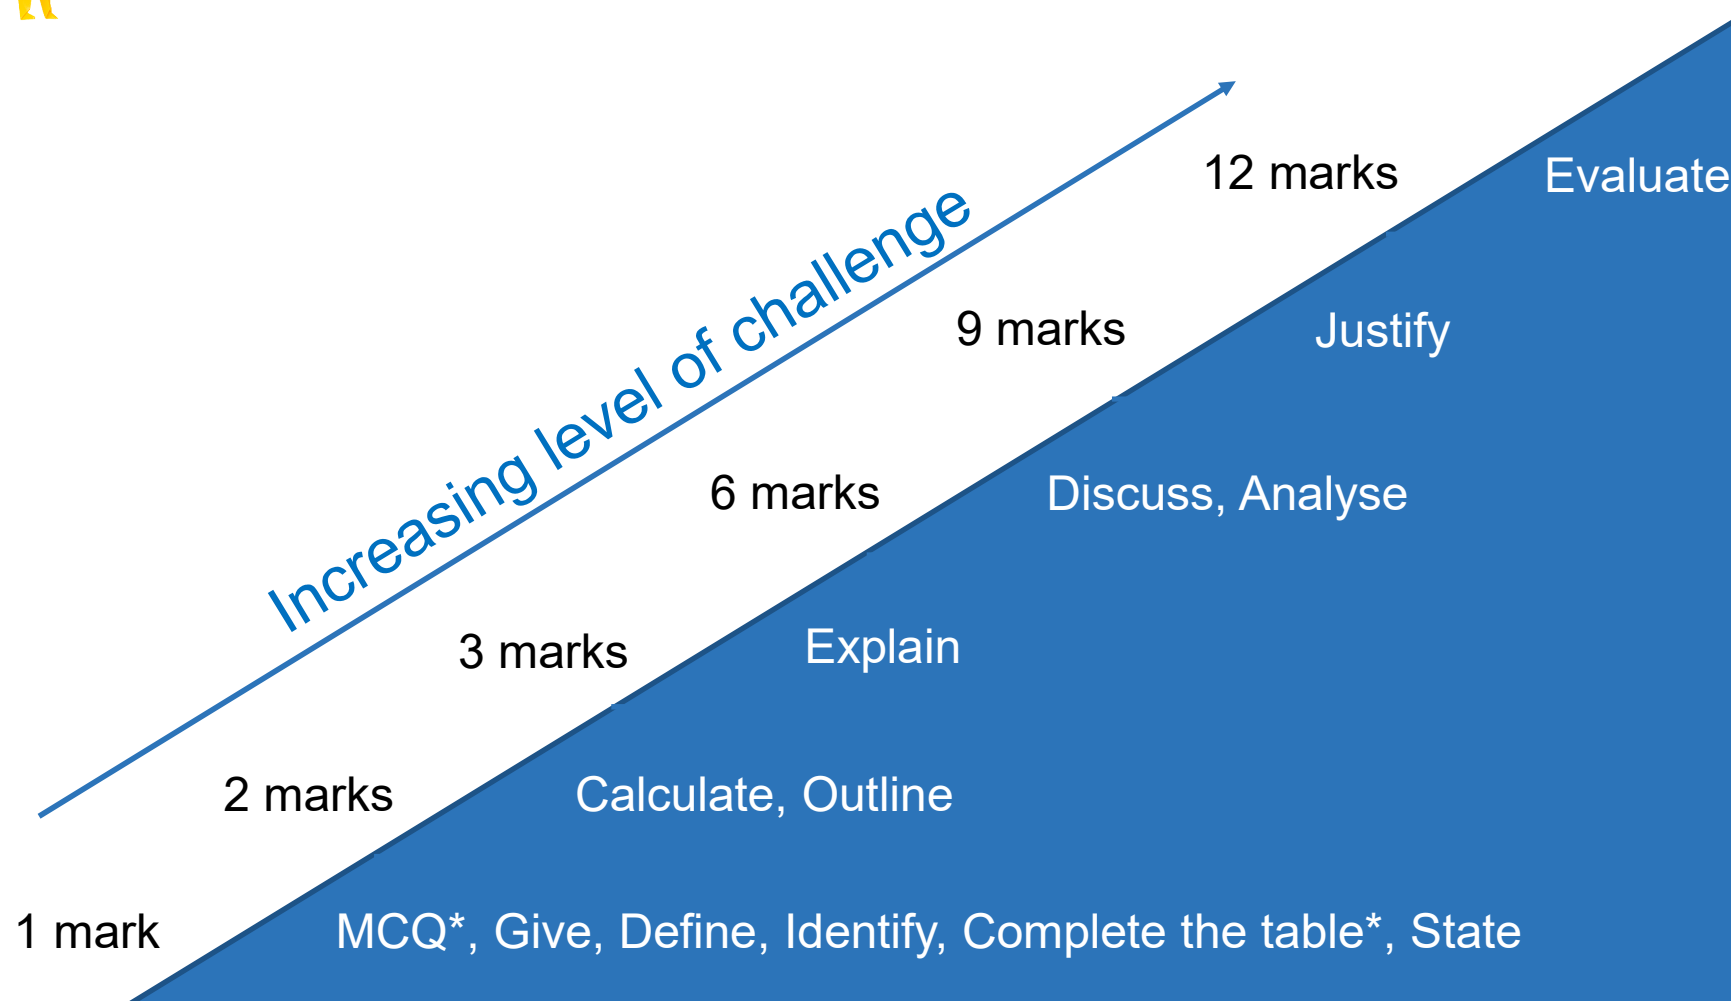 12 marks
Evaluate
Increasing level of challenge
9 marks
Justify
6 marks
Discuss, Analyse
3 marks
Explain
2 marks
Calculate, Outline
1 mark
MCQ*, Give, Define, Identify, Complete the table*, State